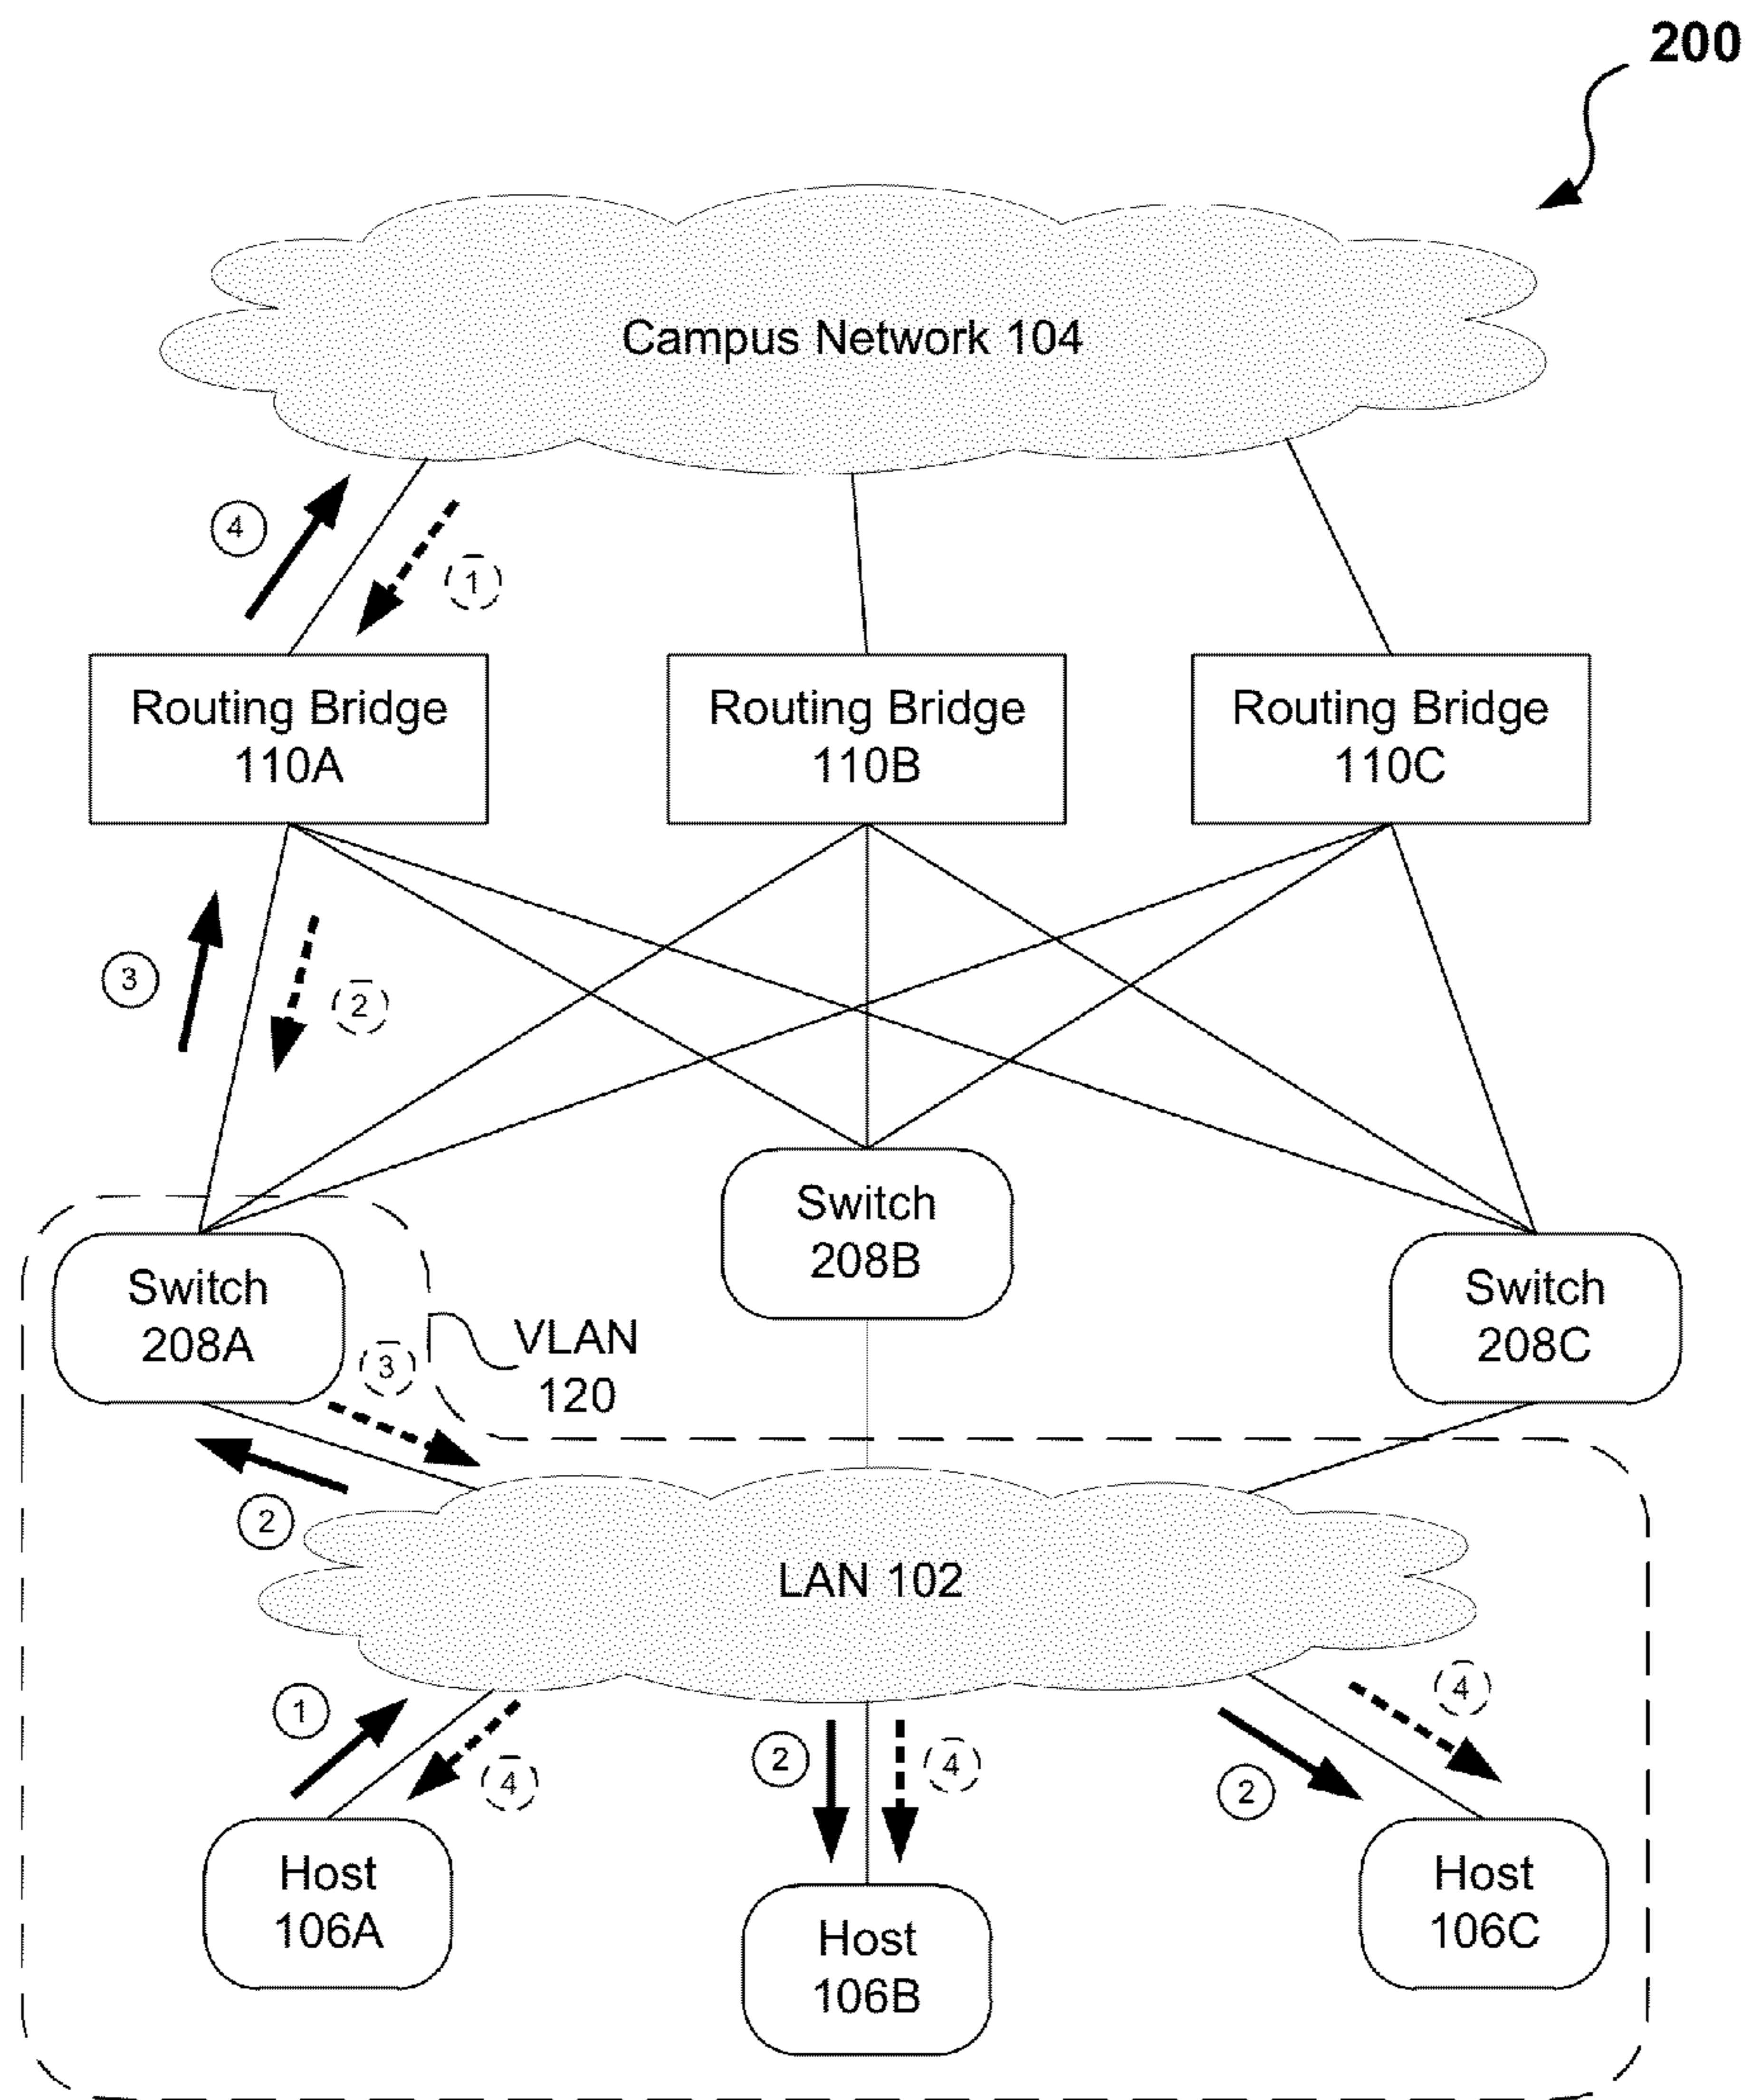 200
Campus Network 104
4
1
Routing Bridge
110A
Routing Bridge
110B
Routing Bridge
110C
3
2
Switch
208A
Switch
208B
Switch
208C
3
VLAN
120
2
LAN 102
1
4
2
4
2
4
Host
106A
Host
106B
Host
106C